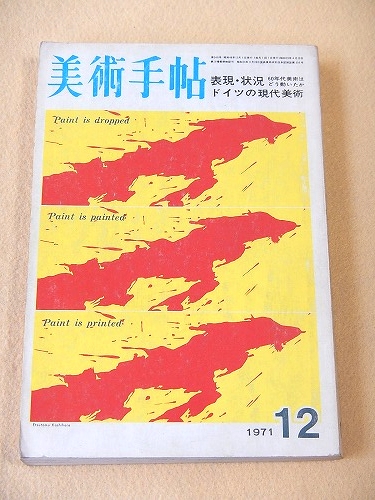 美術手帖
表現・状況 60年代美術は
どう動いたか
ドイツの現代美術
Paint is dropped
Paint is painted
Paint is printed
1971 12